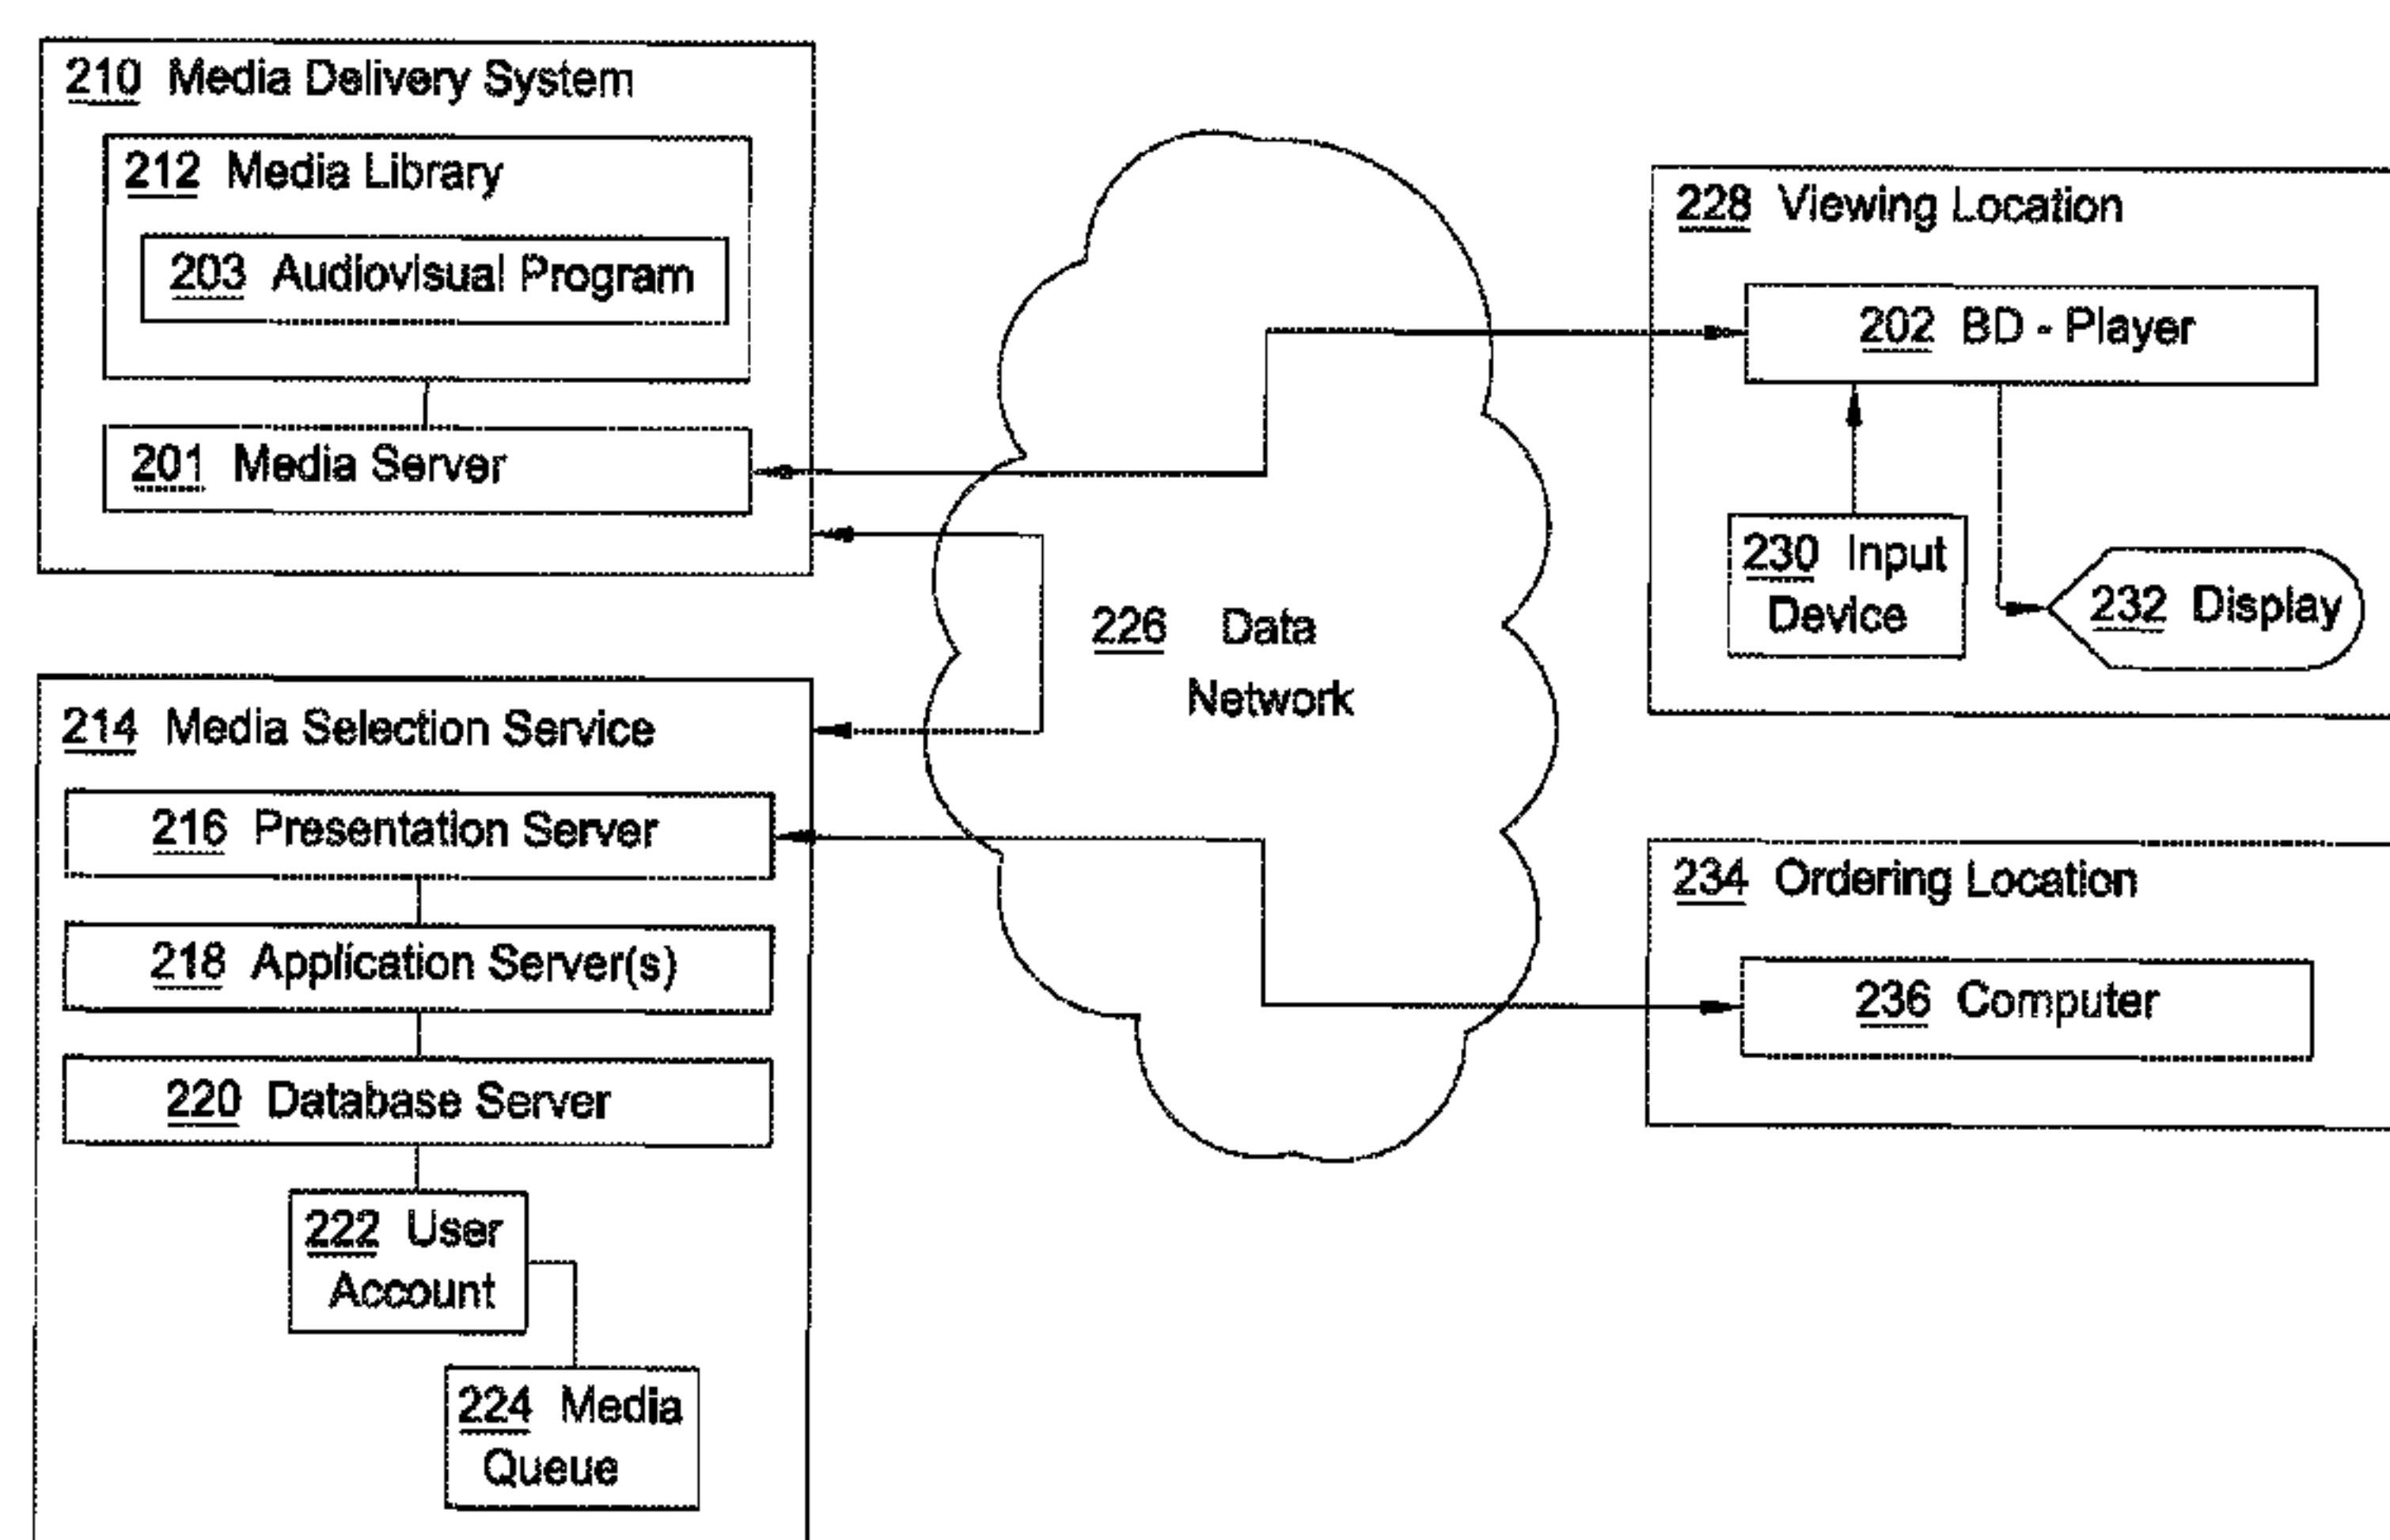 210 Media Delivery System
212 Media Library
203 Audiovisual Program
201 Media Server
214 Media Selection Service
216 Presentation Server
218 Application Server(s)
220 Database Server
222 User
Account
224 Media
Queue
226 Data
Network
228 Viewing Location
202 BD - Player
230 Input
Device
232 Display
234 Ordering Location
236 Computer